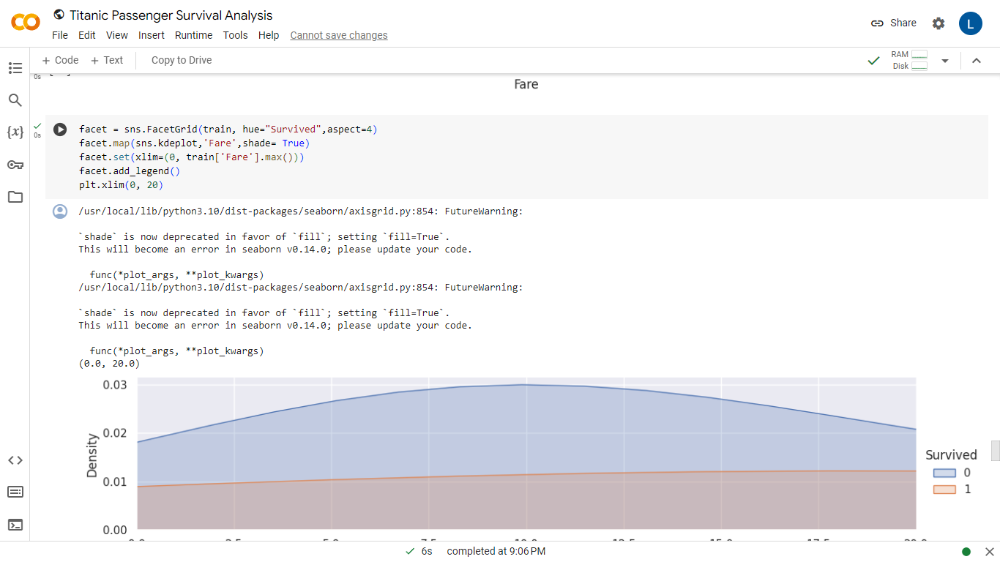 Titanic Passenger Survival Analysis
Share
L
File Edit View Insert Runtime Tools Help Cannot save changes
+ Code + Text Copy to Drive
RAM
Disk
0s
Fare
{x}
0s
facet = sns.FacetGrid(train, hue="Survived",aspect=4)
facet.map(sns.kdeplot,'Fare',shade= True)
facet.set(xlim=(0, train['Fare'].max()))
facet.add_legend()
plt.xlim(0, 20)
/usr/local/lib/python3.10/dist-packages/seaborn/axisgrid.py:854: FutureWarning:
`shade` is now deprecated in favor of `fill`; setting `fill=True`.
This will become an error in seaborn v0.14.0; please update your code.
func(*plot_args, **plot_kwargs)
/usr/local/lib/python3.10/dist-packages/seaborn/axisgrid.py:854: FutureWarning:
`shade` is now deprecated in favor of `fill`; setting `fill=True`.
This will become an error in seaborn v0.14.0; please update your code.
func(*plot_args, **plot_kwargs)
(0.0, 20.0)
0.03
0.02
0.01
0.00
Density
Survived
0
1
6s completed at 9:06 PM